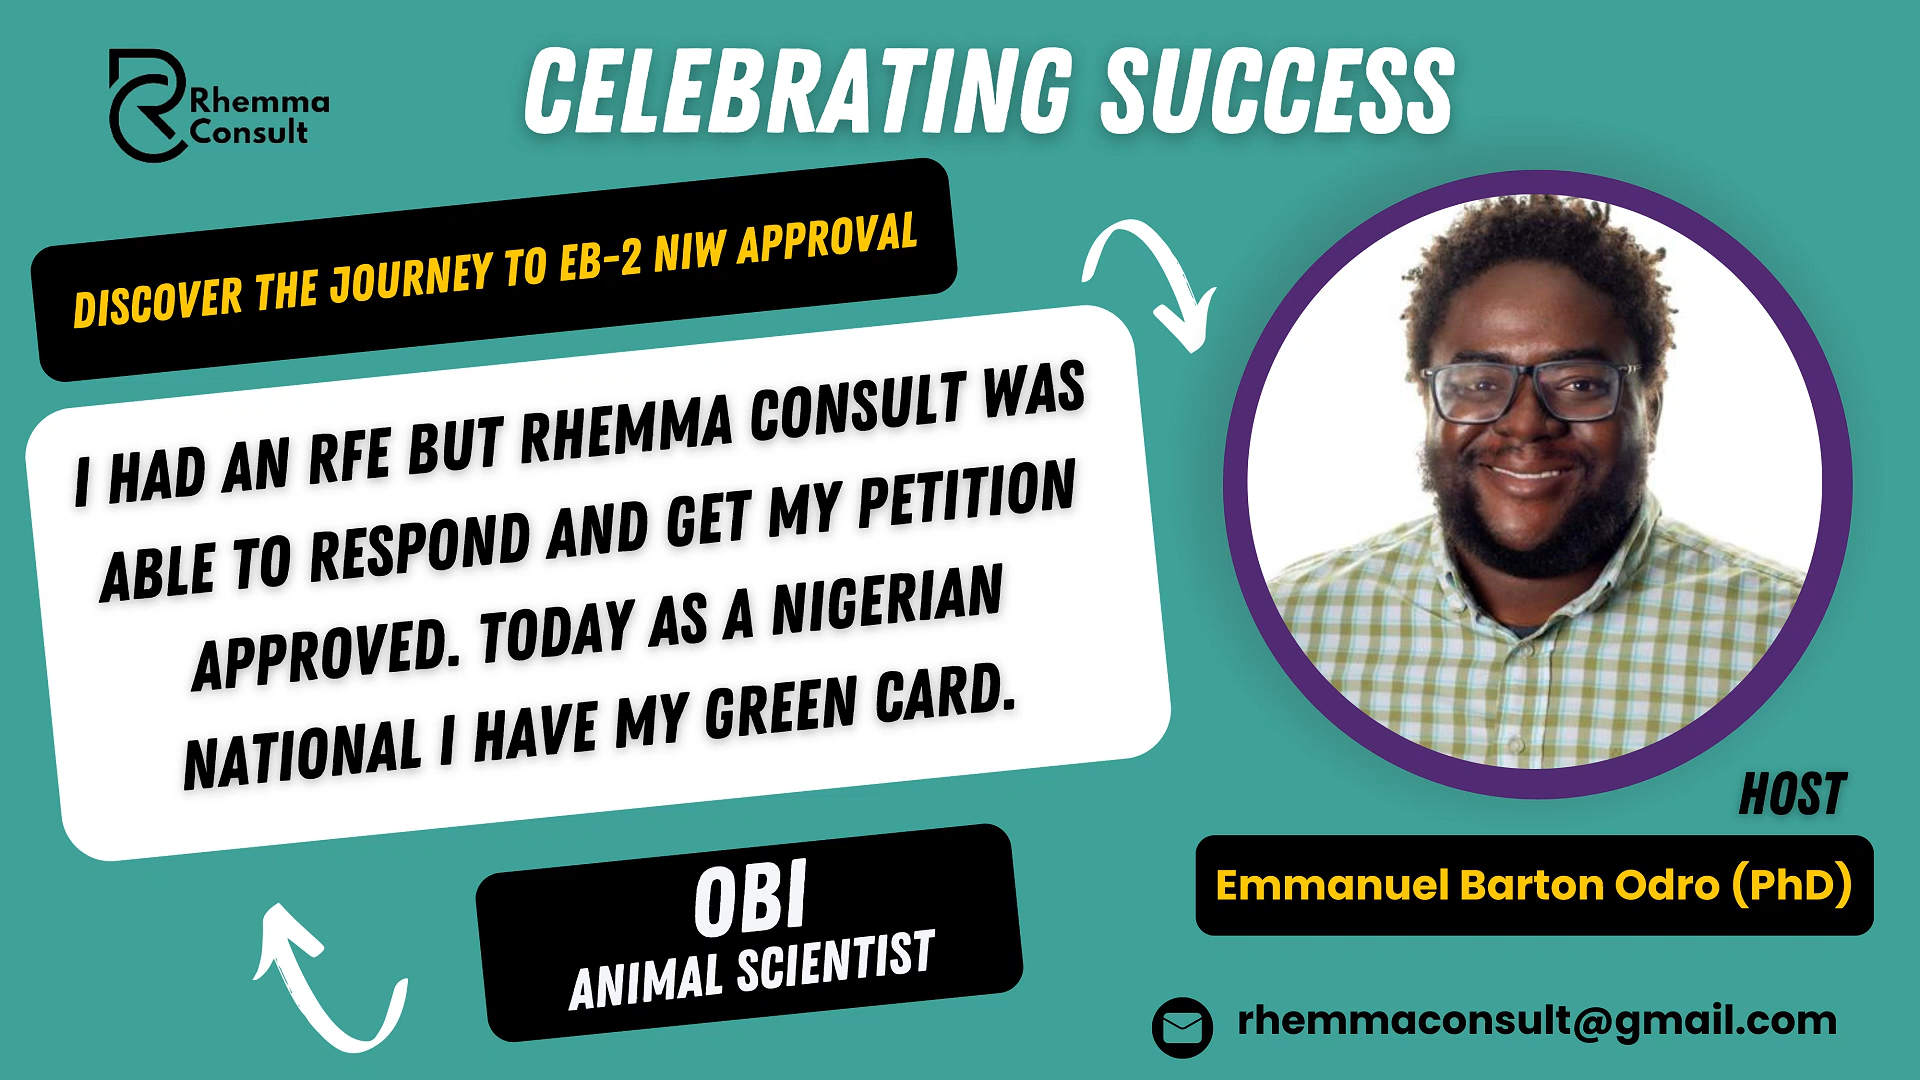 Rhemma
Consult
CELEBRATING SUCCESS
DISCOVER THE JOURNEY TO EB-2 NIW APPROVAL
I HAD AN RFE BUT RHEMMA CONSULT WAS
ABLE TO RESPOND AND GET MY PETITION
APPROVED. TODAY AS A NIGERIAN
NATIONAL I HAVE MY GREEN CARD.
OBI
ANIMAL SCIENTIST
HOST
Emmanuel Barton Odro (PhD)
rhemmaconsult@gmail.com